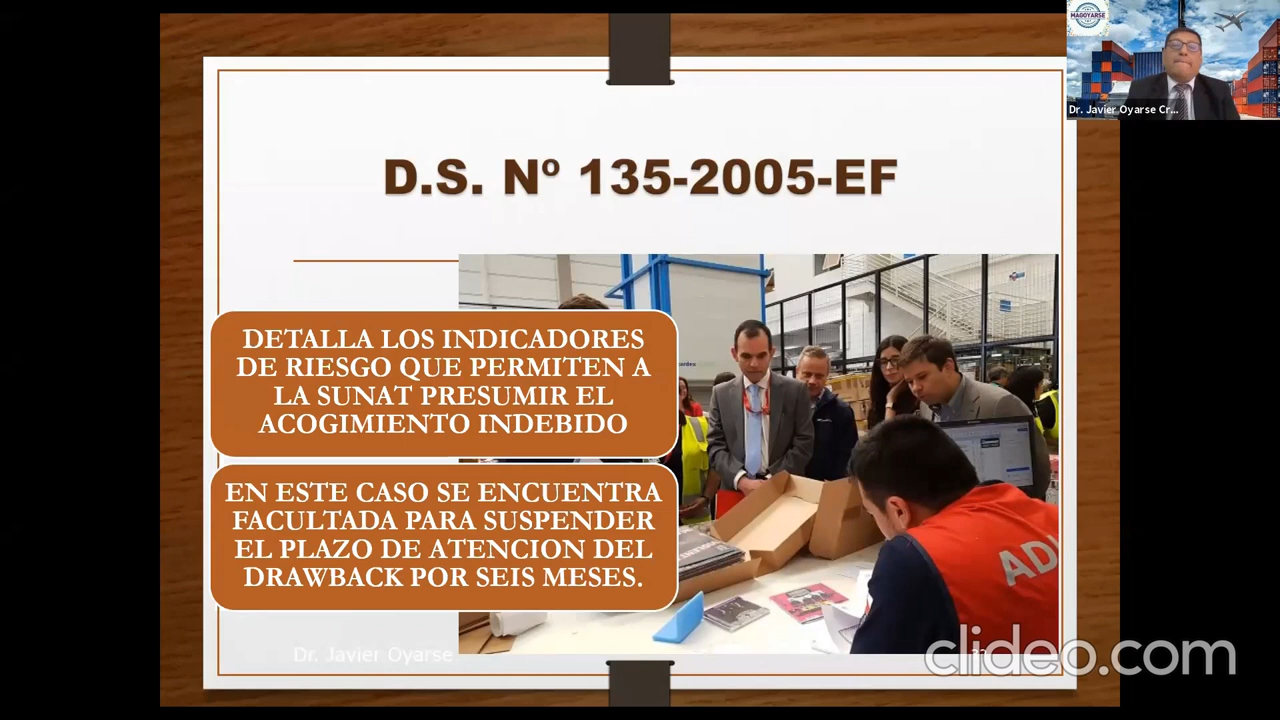 MAGOYARSE
Dr. Javier Oyarse Cr...
D.S. Nº 135-2005-EF
DETALLA LOS INDICADORES
DE RIESGO QUE PERMITEN A
LA SUNAT PRESUMIR EL
ACOGIMIENTO INDEBIDO
EN ESTE CASO SE ENCUENTRA
FACULTADA PARA SUSPENDER
EL PLAZO DE ATENCION DEL
DRAWBACK POR SEIS MESES.
ADU
Dr. Javier Oyarse
clideo.com